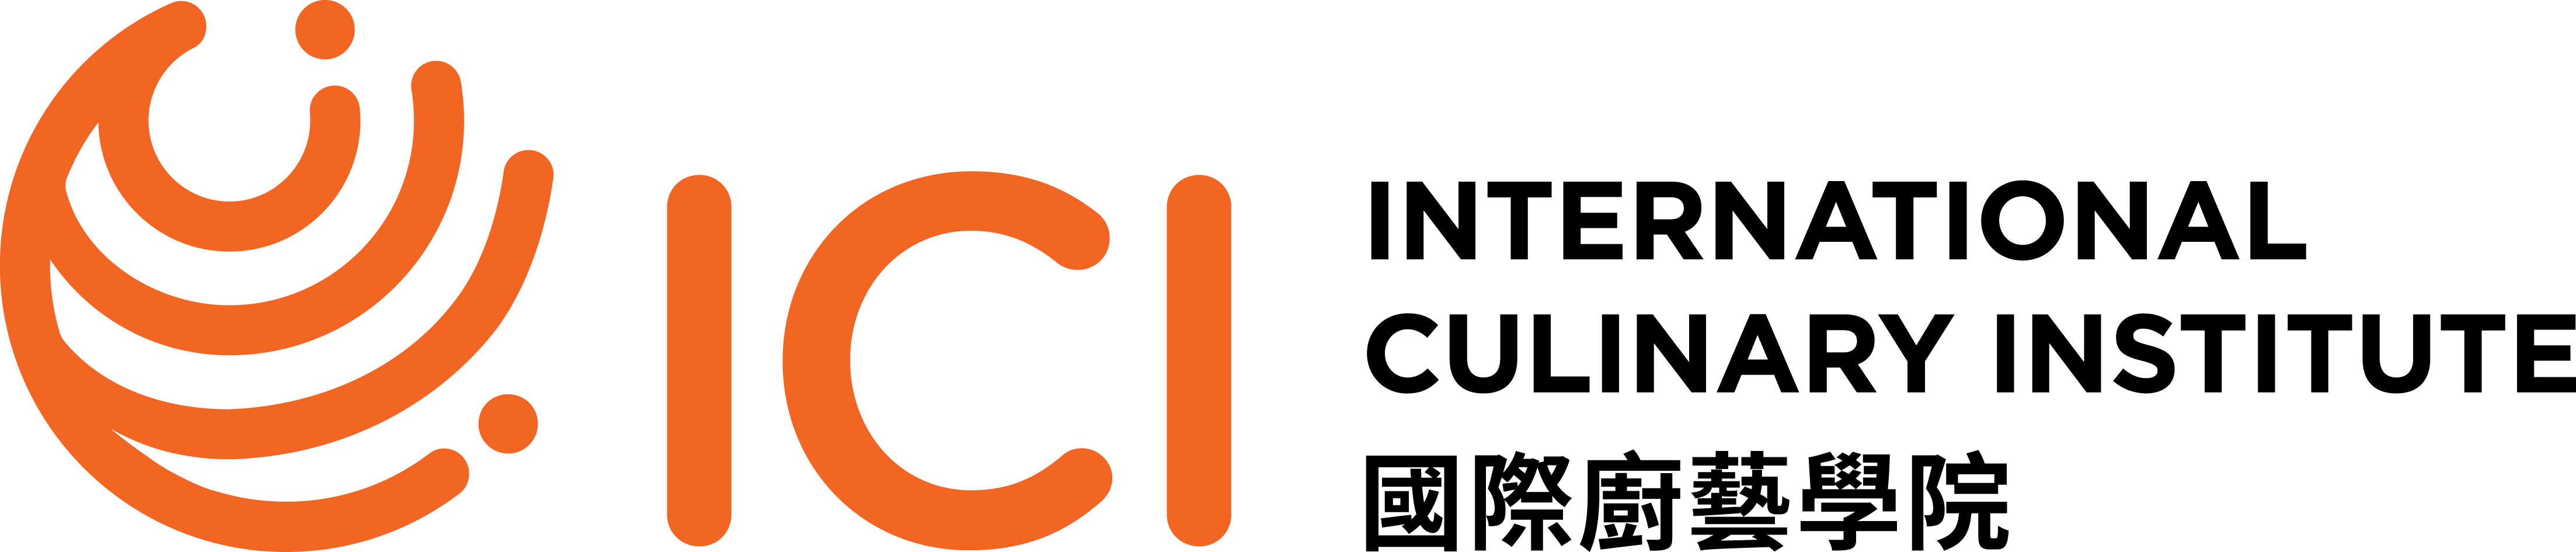 ICI
INTERNATIONAL
CULINARY INSTITUTE
國際廚藝學院